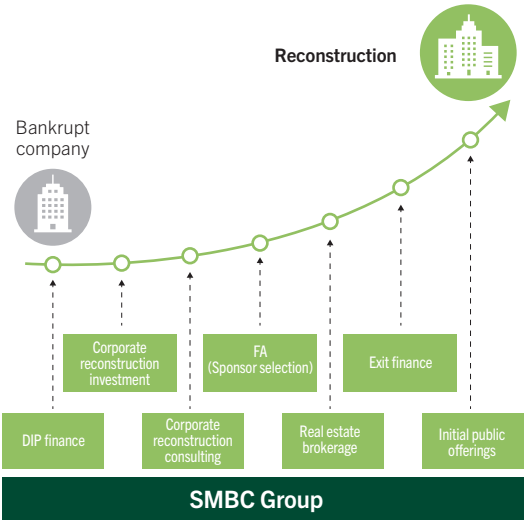 Reconstruction
Bankrupt
company
Corporate
reconstruction
investment
FA
(Sponsor selection)
Exit finance
DIP finance
Corporate
reconstruction
consulting
Real estate
brokerage
Initial public
offerings
SMBC Group